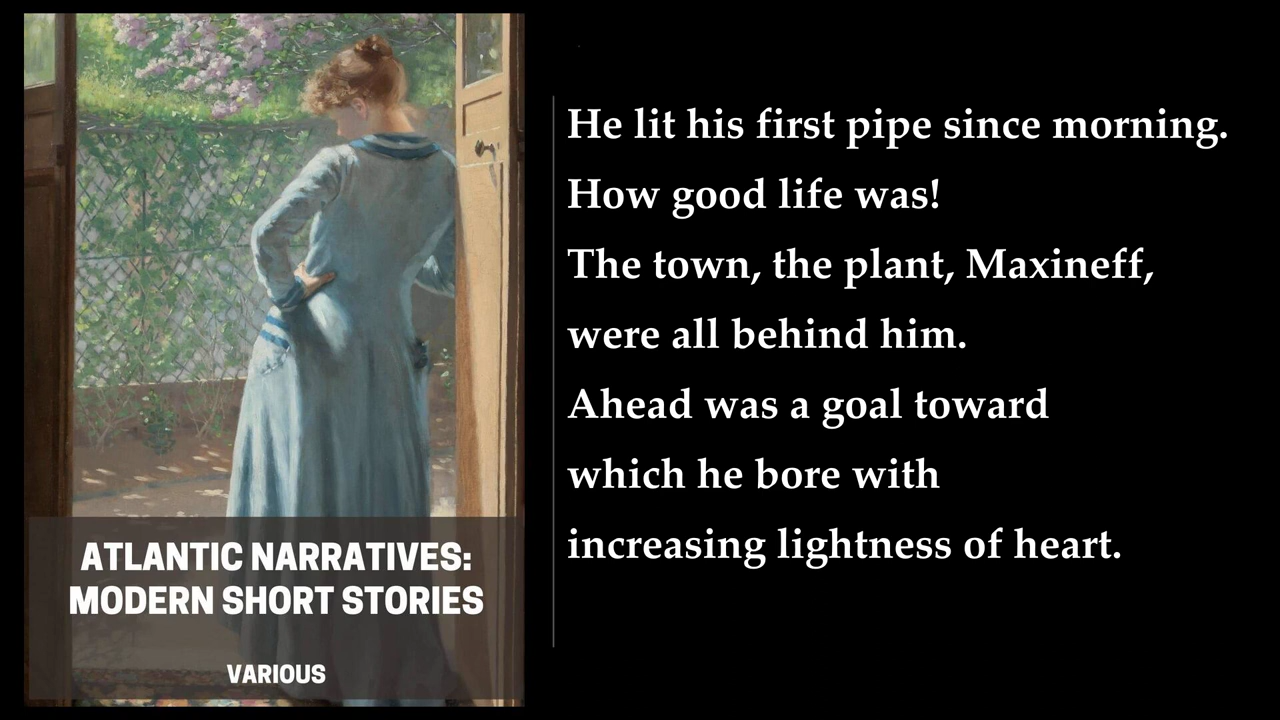 He lit his first pipe since morning.
How good life was!
The town, the plant, Maxineff,
were all behind him.
Ahead was a goal toward
which he bore with
increasing lightness of heart.
ATLANTIC NARRATIVES:
MODERN SHORT STORIES
VARIOUS